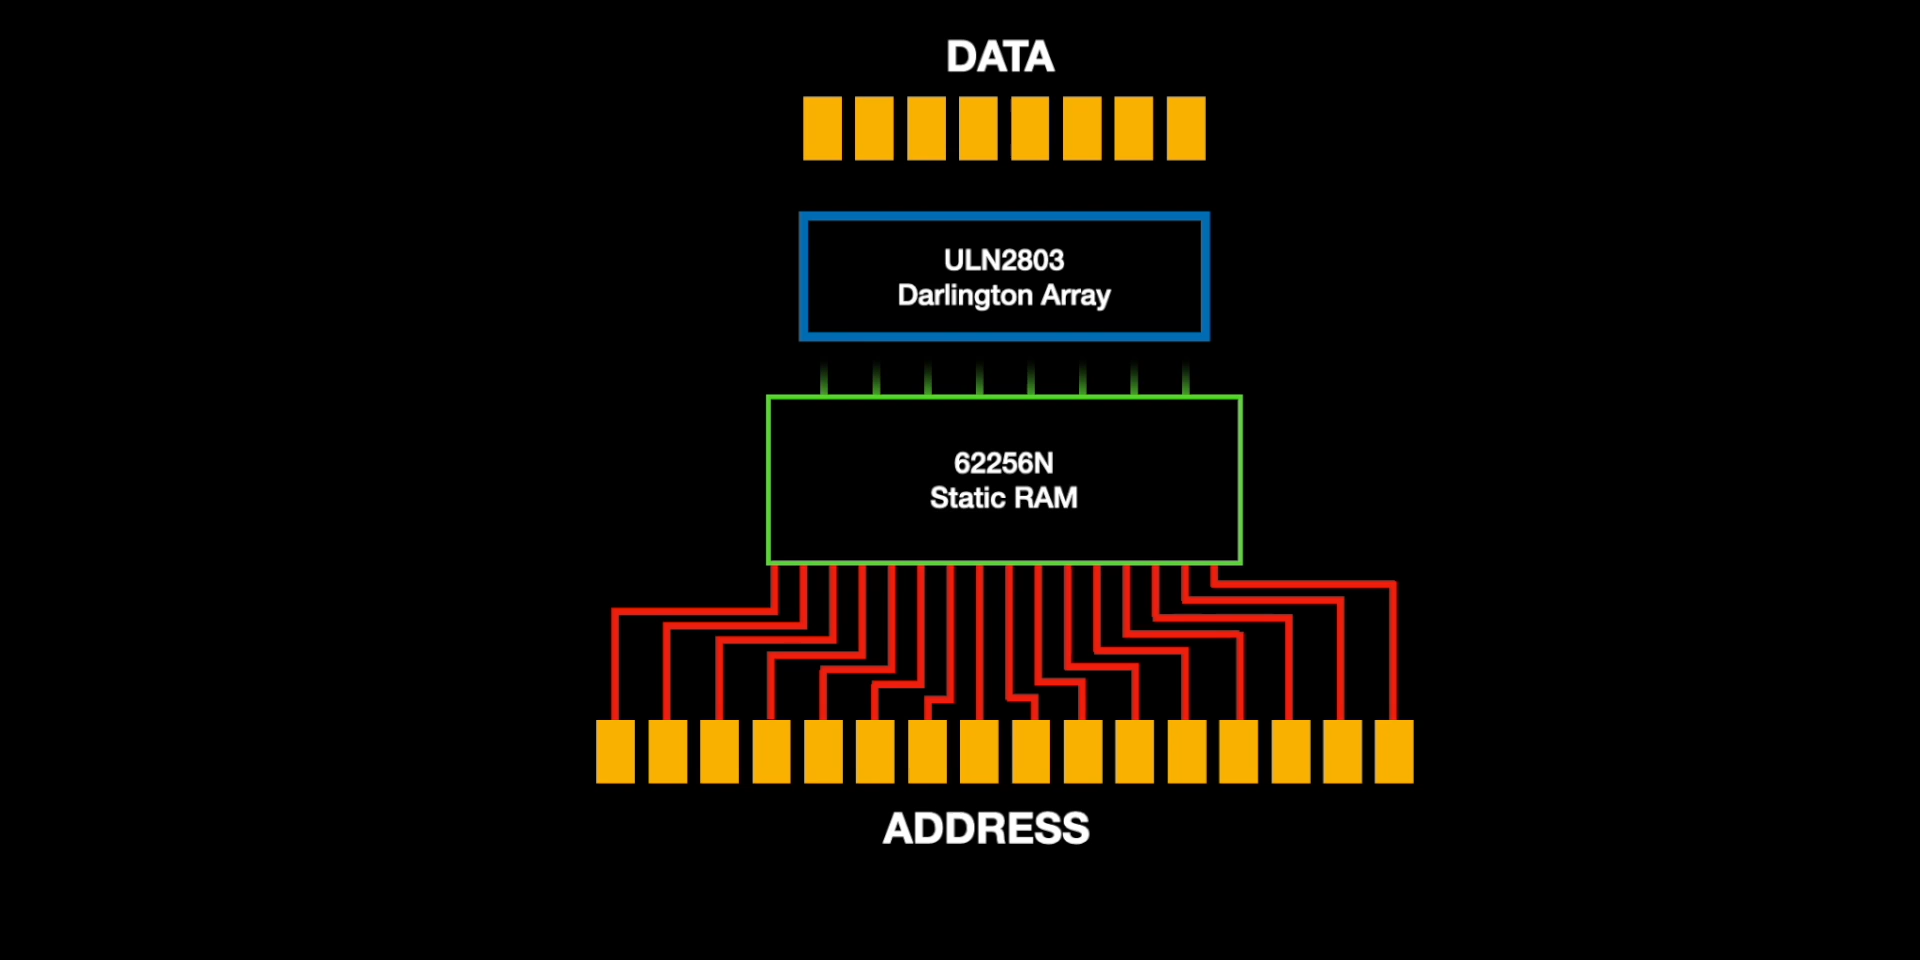 DATA
ULN2803
Darlington Array
62256N
Static RAM
ADDRESS